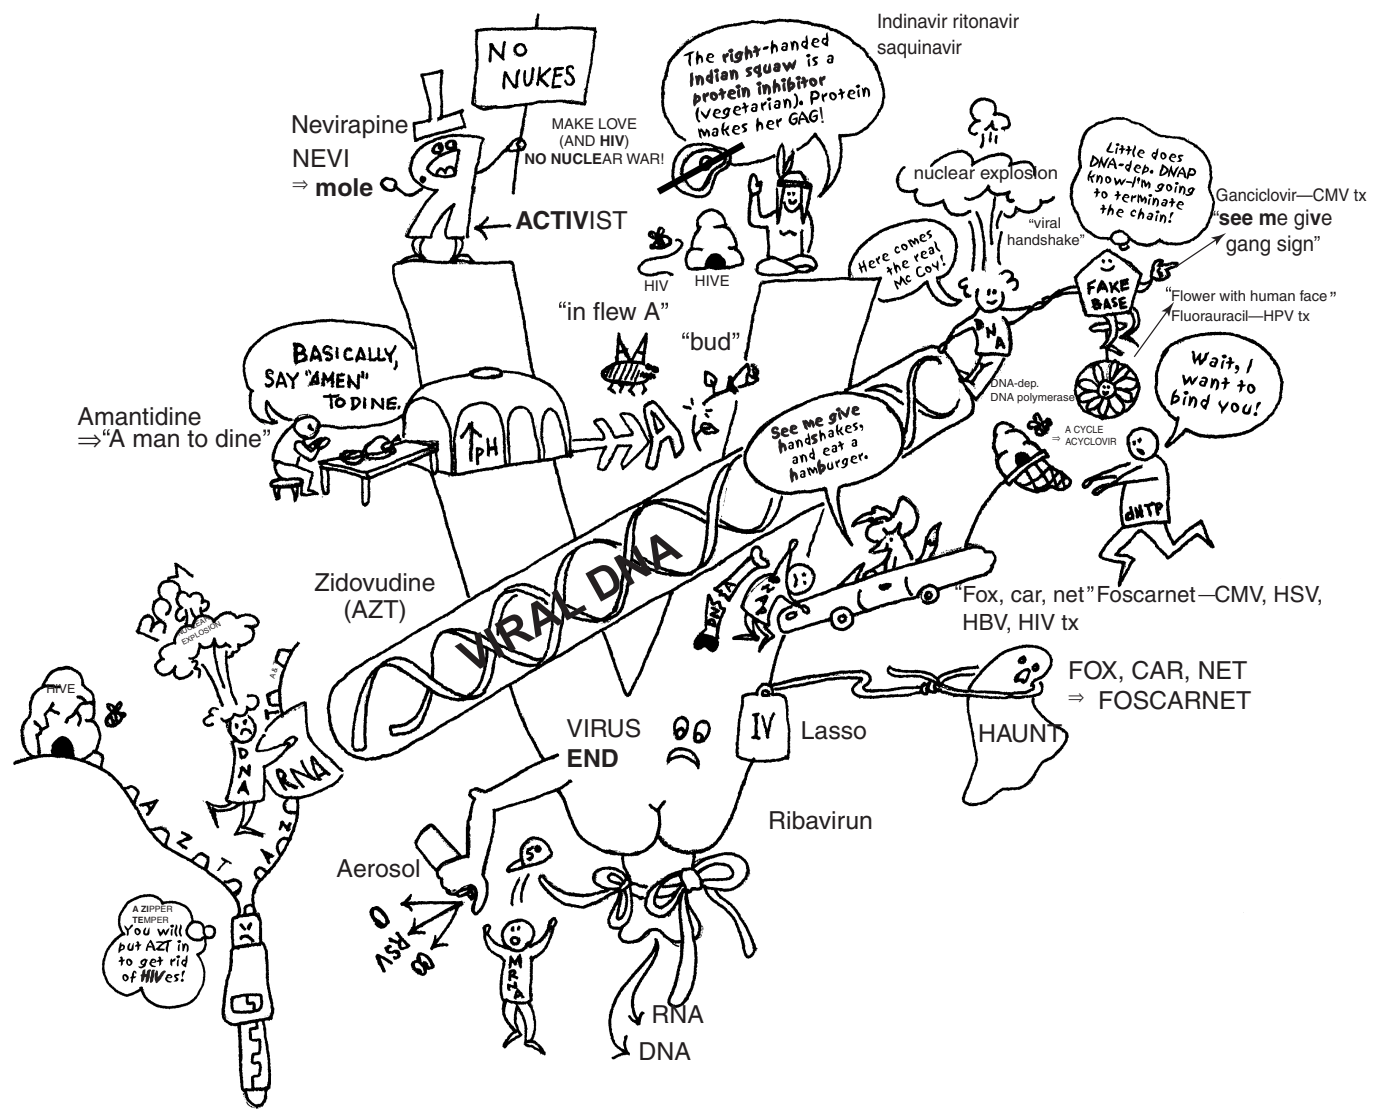 Indinavir ritonavir
saquinavir
NO
NUKES
The right-handed
Indian squaw is a
protein inhibitor
(vegetarian). Protein
makes her GAG!
Nevirapine
NEVI
⇒ mole
MAKE LOVE
(AND HIV)
NO NUCLEAR WAR!
ACTIVIST
HIV
HIVE
nuclear explosion
"viral
handshake"
Here comes
the real
Mc Coy!
Little does
DNA-dep. DNAP
know–I'm going
to terminate
the chain!
Ganciclovir—CMV tx
"see me give
gang sign"
FAKE
BASE
"Flower with human face"
Fluorauracil—HPV tx
DNA
DNA-dep.
DNA polymerase
Wait, I
want to
bind you!
A CYCLE
⇒ ACYCLOVIR
dNTP
"in flew A"
"bud"
BASICALLY,
SAY "AMEN"
TO DINE.
Amantidine
⇒"A man to dine"
↑pH
HA
See me give
handshakes,
and eat a
hamburger.
VIRAL DNA
Zidovudine
(AZT)
"Fox, car, net" Foscarnet—CMV, HSV,
HBV, HIV tx
FOX, CAR, NET
⇒ FOSCARNET
HAUNT
IV
Lasso
VIRUS
END
Ribavirun
Aerosol
RSV
5'
MRNA
RNA
DNA
HIVE
NUCLEAR
EXPLOSION
DNA
RNA
A Z T
A ZIPPER
TEMPER
You will
put AZT in
to get rid
of HIVes!